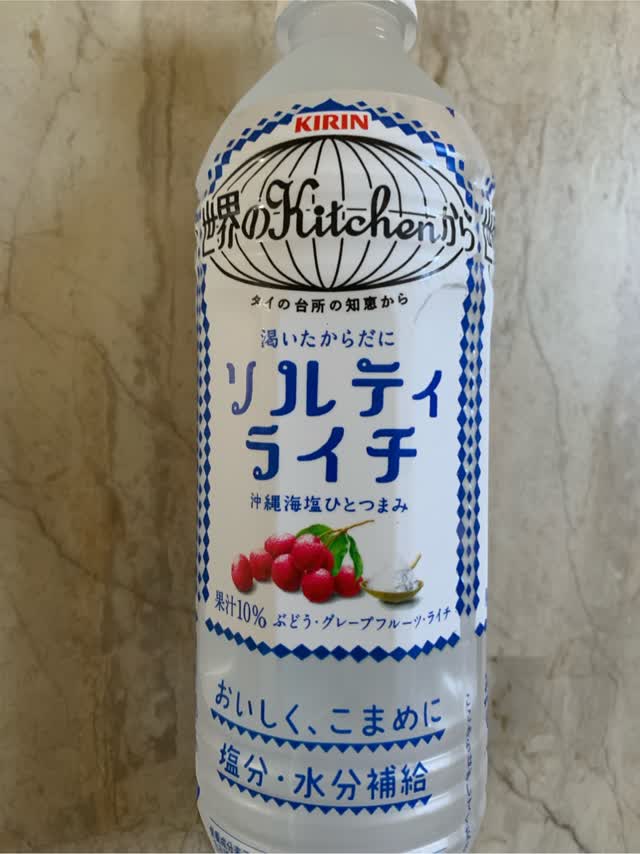 KIRIN
世界のKitchenから
タイの台所の知恵から
渇いたからだに
ソルティ
ライチ
沖縄海塩ひとつまみ
果汁10% ぶどう・グレープフルーツ・ライチ
おいしく、こまめに
塩分・水分補給